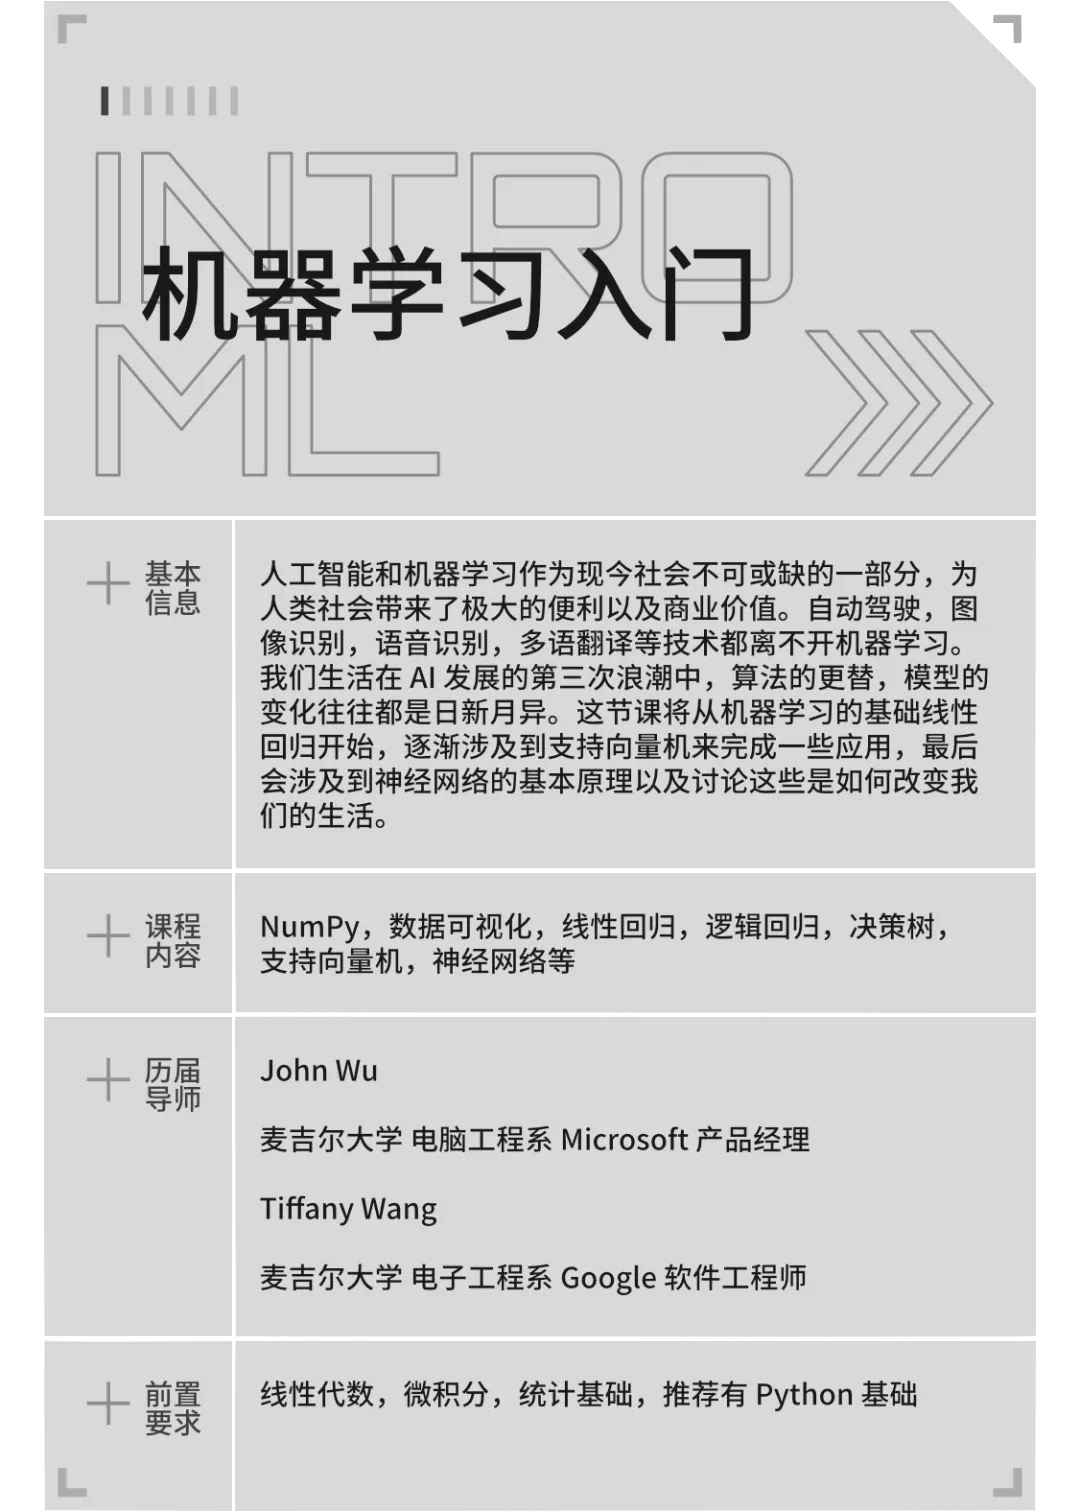 INTRO
机器学习入门
ML
基本
信息
人工智能和机器学习作为现今社会不可或缺的一部分，为
人类社会带来了极大的便利以及商业价值。自动驾驶，图
像识别，语音识别，多语翻译等技术都离不开机器学习。
我们生活在 AI 发展的第三次浪潮中，算法的更替，模型的
变化往往都是日新月异。这节课将从机器学习的基础线性
回归开始，逐渐涉及到支持向量机来完成一些应用，最后
会涉及到神经网络的基本原理以及讨论这些是如何改变我
们的生活。
课程
内容
NumPy，数据可视化，线性回归，逻辑回归，决策树，
支持向量机，神经网络等
历届
导师
John Wu
麦吉尔大学 电脑工程系 Microsoft 产品经理
Tiffany Wang
麦吉尔大学 电子工程系 Google 软件工程师
前置
要求
线性代数，微积分，统计基础，推荐有 Python 基础